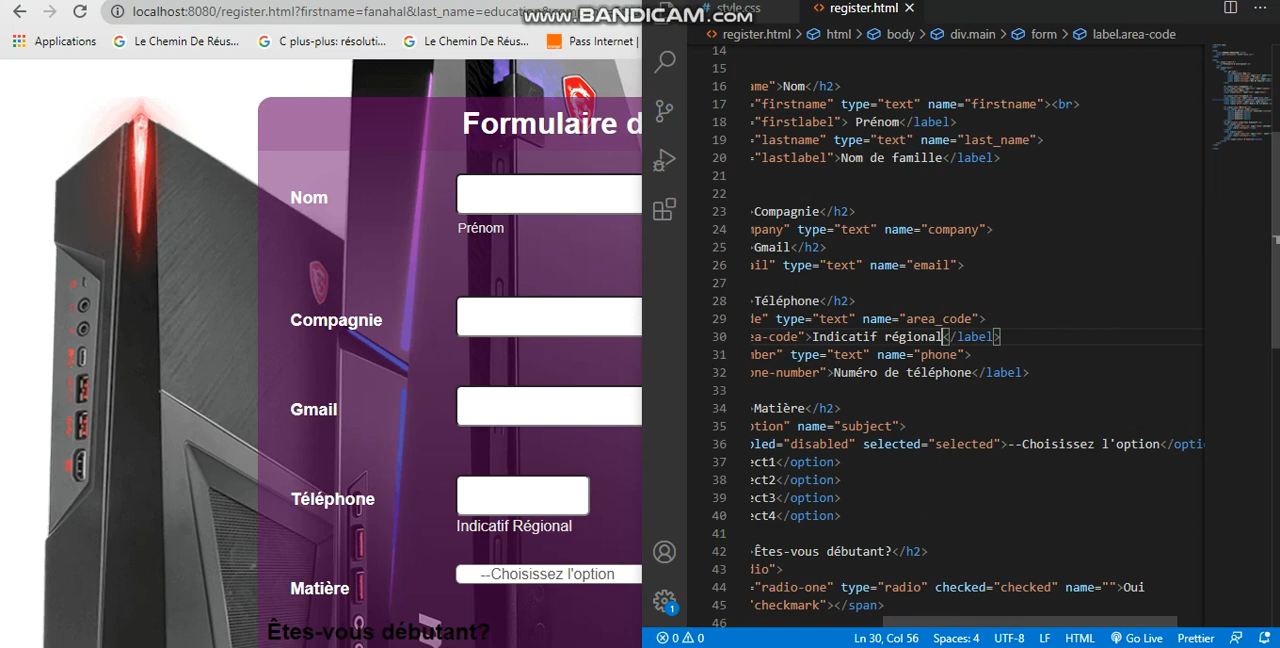 localhost:8080/register.html?firstname=fanahal&last_name=education&com
www.BANDICAM.com
style.css
register.html
Applications
Le Chemin De Réus...
C plus-plus: résoluti...
Le Chemin De Réus...
Pass Internet |
register.html > html > body > div.main > form > label.area-code
Formulaire d
Nom
Prénom
Compagnie
Gmail
Téléphone
Indicatif Régional
Matière
--Choisissez l'option
Êtes-vous débutant?
14
15
16 ame">Nom</h2>
17 ="firstname" type="text" name="firstname"><br>
18 ="firstlabel"> Prénom</label>
19 ="lastname" type="text" name="last_name">
20 ="lastlabel">Nom de famille</label>
21
22
23 >Compagnie</h2>
24 mpany" type="text" name="company">
25 >Gmail</h2>
26 ail" type="text" name="email">
27
28 >Téléphone</h2>
29 de" type="text" name="area_code">
30 ea-code">Indicatif régional</label>
31 mber" type="text" name="phone">
32 one-number">Numéro de téléphone</label>
33
34 >Matière</h2>
35 otion" name="subject">
36 bled="disabled" selected="selected">--Choisissez l'option</optio
37 ect1</option>
38 ect2</option>
39 ect3</option>
40 ect4</option>
41
42 >Êtes-vous débutant?</h2>
43 dio">
44 ="radio-one" type="radio" checked="checked" name="">Oui
45 "checkmark"></span>
46
0 0 Ln 30, Col 56 Spaces: 4 UTF-8 LF HTML Go Live Prettier
1